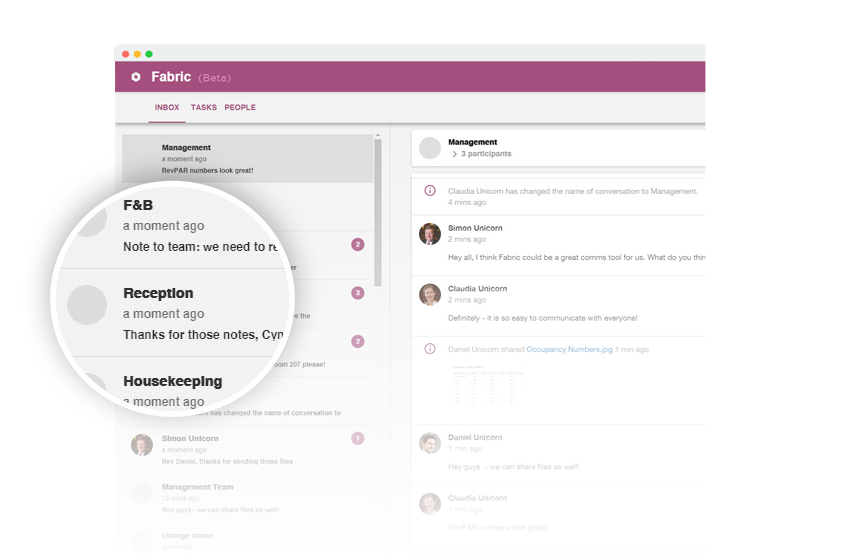 Fabric (Beta)
INBOX TASKS PEOPLE
Management
a moment ago
RevPAR numbers look great!
F&B
a moment ago
Note to team: we need to re
2
er
Reception
a moment ago
Thanks for those notes, Cyn
3
ve the
Housekeeping
a moment ago
2
oom 207 please!
has changed the name of conversation to
Simon Unicorn
1
a moment ago
Hey Daniel, thanks for sending those files
Management Team
12 mins ago
Hey guys - we can share files as well!
change name
Management
3 participants
Claudia Unicorn has changed the name of conversation to Management.
4 mins ago
Simon Unicorn
2 mins ago
Hey all, I think Fabric could be a great comms tool for us. What do you thin
Claudia Unicorn
2 mins ago
Definitely - it is so easy to communicate with everyone!
Daniel Unicorn shared Occupancy Numbers.jpg 1 min ago
Daniel Unicorn
1 min ago
Hey guys - we can share files as well!
Claudia Unicorn
1 min ago
RevPAR numbers look great!